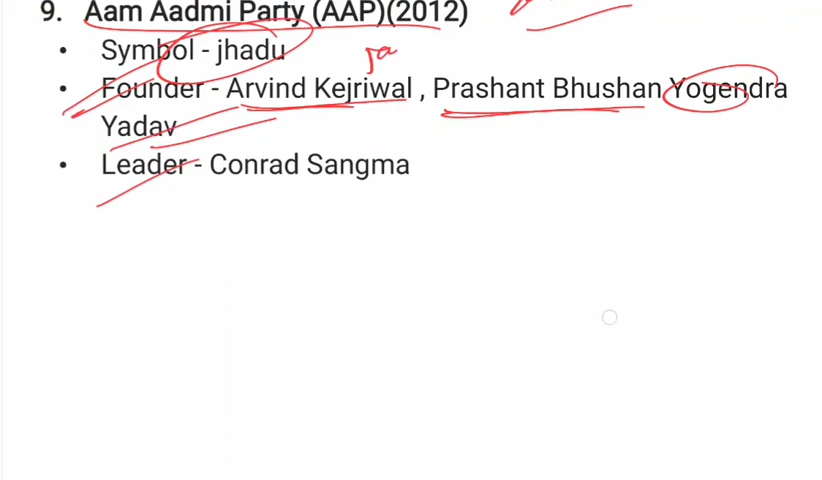 9. Aam Aadmi Party (AAP)(2012)
• Symbol - jhadu
• Founder - Arvind Kejriwal , Prashant Bhushan Yogendra
Yadav
• Leader - Conrad Sangma